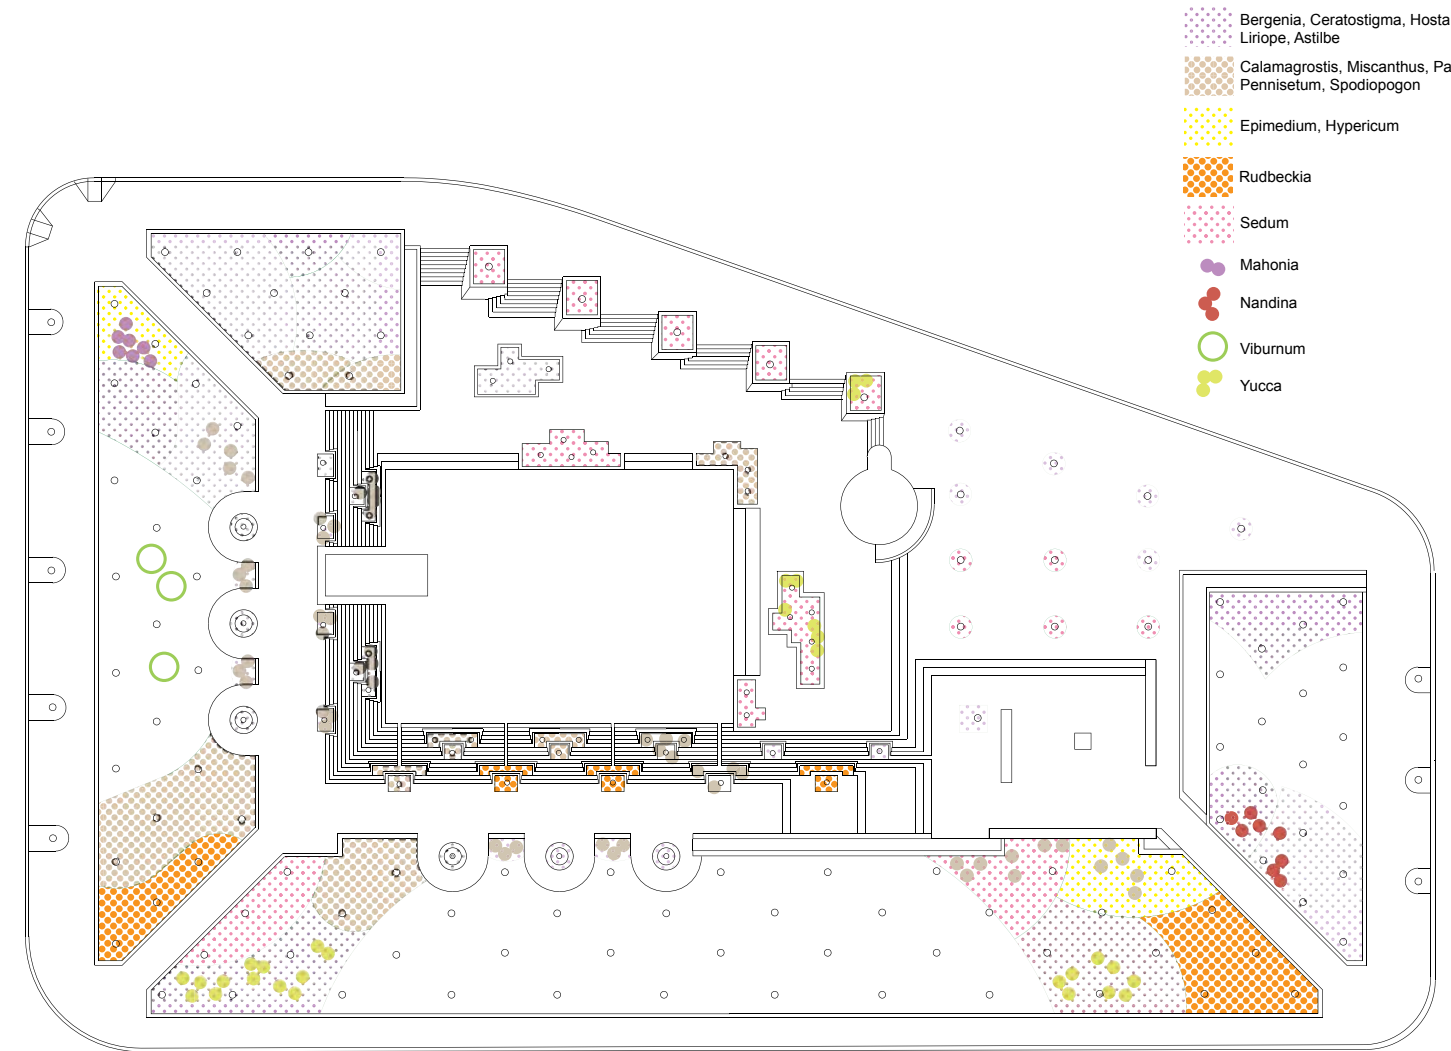 Bergenia, Ceratostigma, Hosta
Liriope, Astilbe
Calamagrostis, Miscanthus, Pa
Pennisetum, Spodiopogon
Epimedium, Hypericum
Rudbeckia
Sedum
Mahonia
Nandina
Viburnum
Yucca